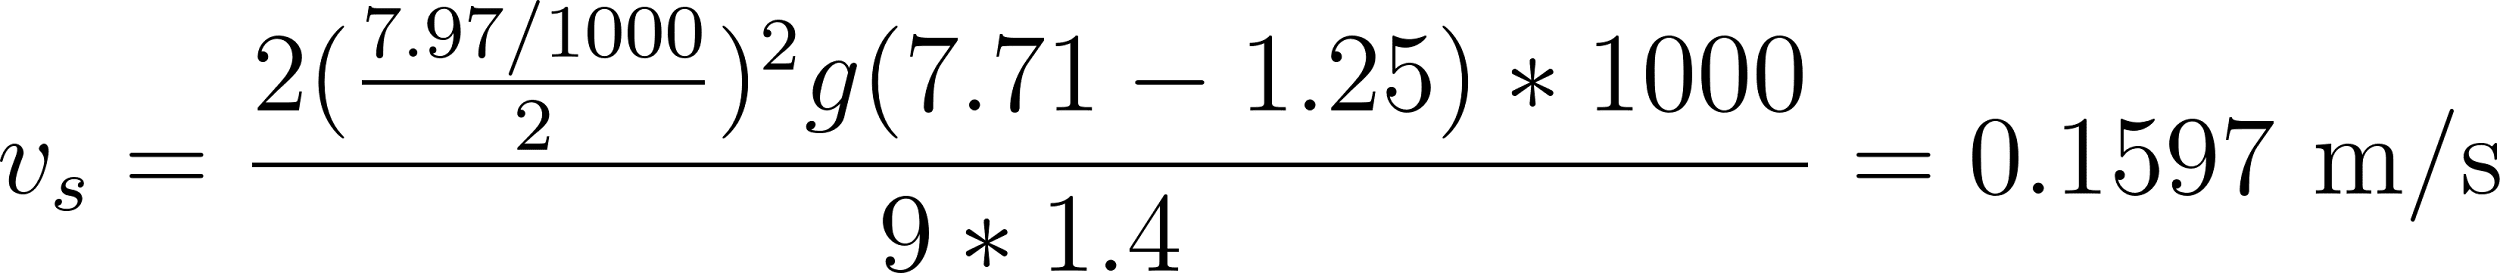 v_s = \frac{2(\frac{7.97/1000}{2})^2 g(7.71 - 1.25) * 1000}{9 * 1.4} = 0.1597 m/s